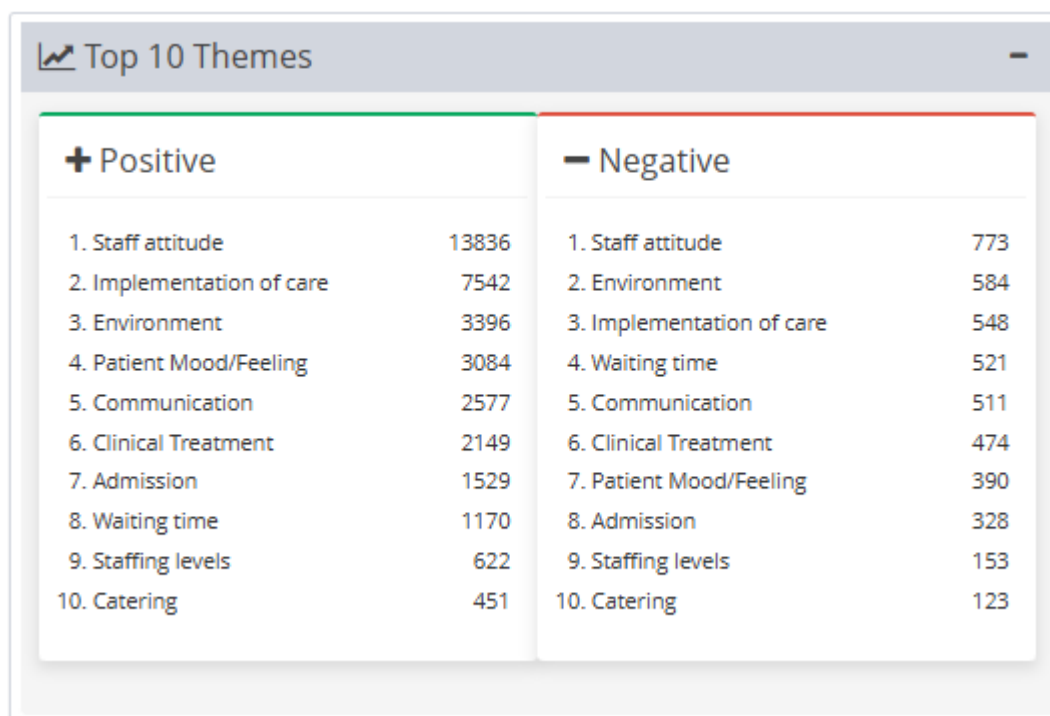 Top 10 Themes
Positive
1. Staff attitude 13836
2. Implementation of care 7542
3. Environment 3396
4. Patient Mood/Feeling 3084
5. Communication 2577
6. Clinical Treatment 2149
7. Admission 1529
8. Waiting time 1170
9. Staffing levels 622
10. Catering 451
Negative
1. Staff attitude 773
2. Environment 584
3. Implementation of care 548
4. Waiting time 521
5. Communication 511
6. Clinical Treatment 474
7. Patient Mood/Feeling 390
8. Admission 328
9. Staffing levels 153
10. Catering 123